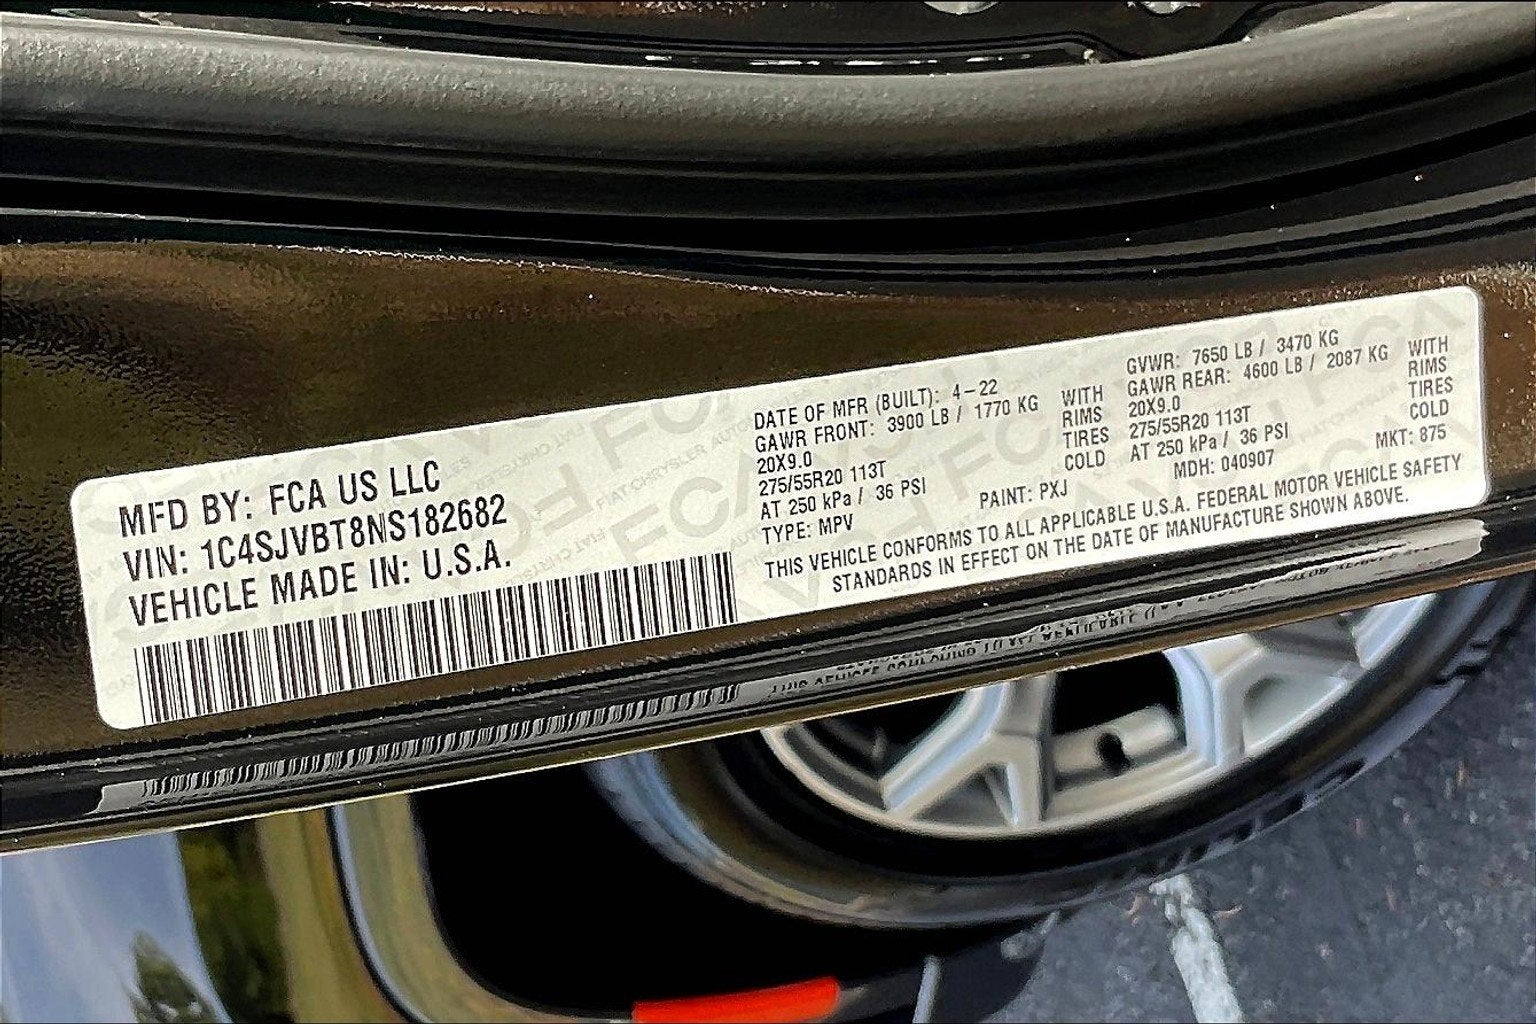 MFD BY: FCA US LLC
VIN: 1C4SJVBT8NS182682
VEHICLE MADE IN: U.S.A.
DATE OF MFR (BUILT): 4-22
GAWR FRONT: 3900 LB / 1770 KG WITH
20X9.0 RIMS
275/55R20 113T TIRES
AT 250 kPa / 36 PSI COLD
TYPE: MPV
GVWR: 7650 LB / 3470 KG
GAWR REAR: 4600 LB / 2087 KG WITH
20X9.0 RIMS
275/55R20 113T TIRES
AT 250 kPa / 36 PSI COLD
PAINT: PXJ MDH: 040907 MKT: 875
THIS VEHICLE CONFORMS TO ALL APPLICABLE U.S.A. FEDERAL MOTOR VEHICLE SAFETY
STANDARDS IN EFFECT ON THE DATE OF MANUFACTURE SHOWN ABOVE.